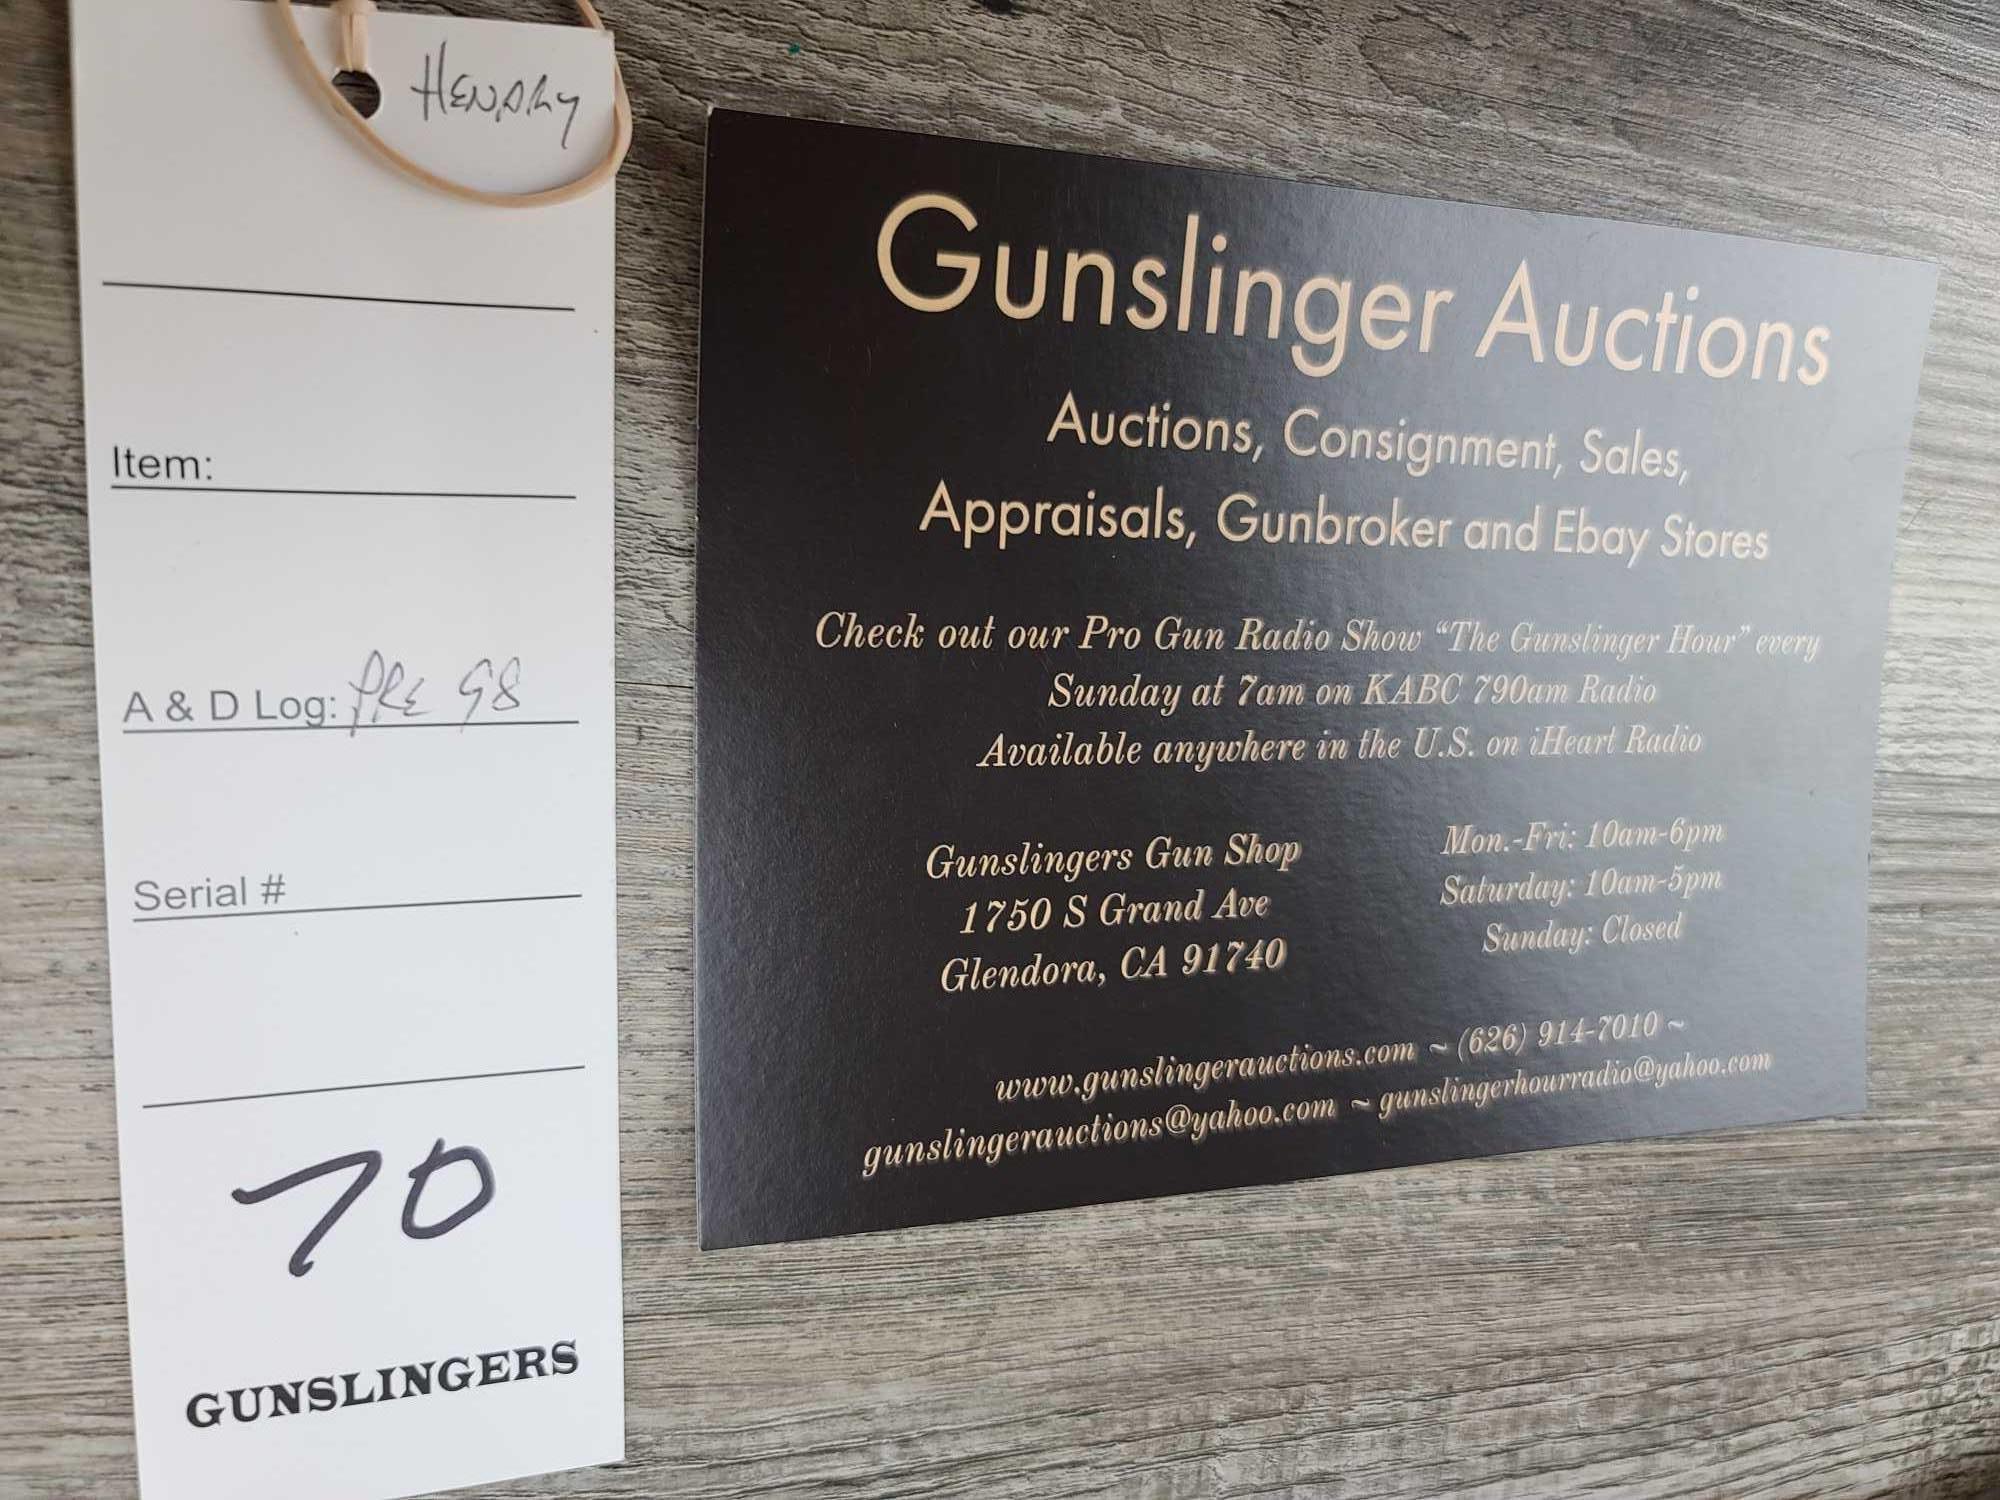 HENDRY
Item:
A & D Log: PRE 98
Serial #
70
GUNSLINGERS
Gunslinger Auctions
Auctions, Consignment, Sales,
Appraisals, Gunbroker and Ebay Stores
Check out our Pro Gun Radio Show “The Gunslinger Hour” every
Sunday at 7am on KABC 790am Radio
Available anywhere in the U.S. on iHeart Radio
Gunslingers Gun Shop
1750 S Grand Ave
Glendora, CA 91740
Mon.-Fri: 10am-6pm
Saturday: 10am-5pm
Sunday: Closed
www.gunslingerauctions.com ~ (626) 914-7010 ~
gunslingerauctions@yahoo.com ~ gunslingerhourradio@yahoo.com